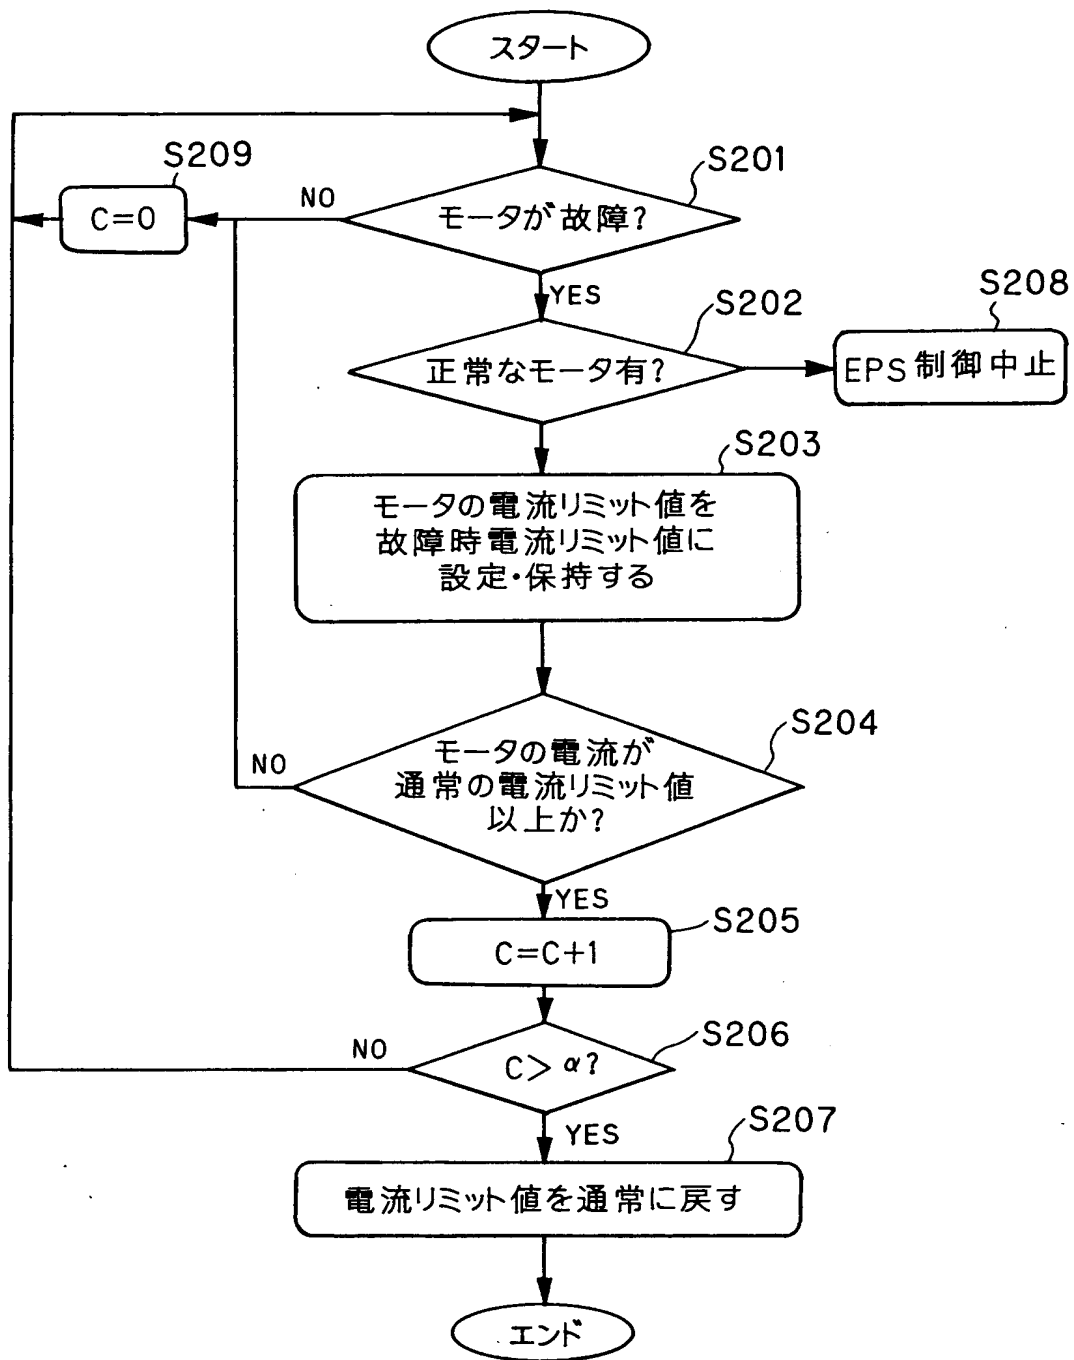 スタート
S201
S209
NO
C=0
モータが故障?
YES
S202
S208
正常なモータ有?
EPS制御中止
S203
モータの電流リミット値を
故障時電流リミット値に
設定・保持する
S204
NO
モータの電流が
通常の電流リミット値
以上か?
YES
S205
C=C+1
S206
NO
C>α?
YES
S207
電流リミット値を通常に戻す
エンド